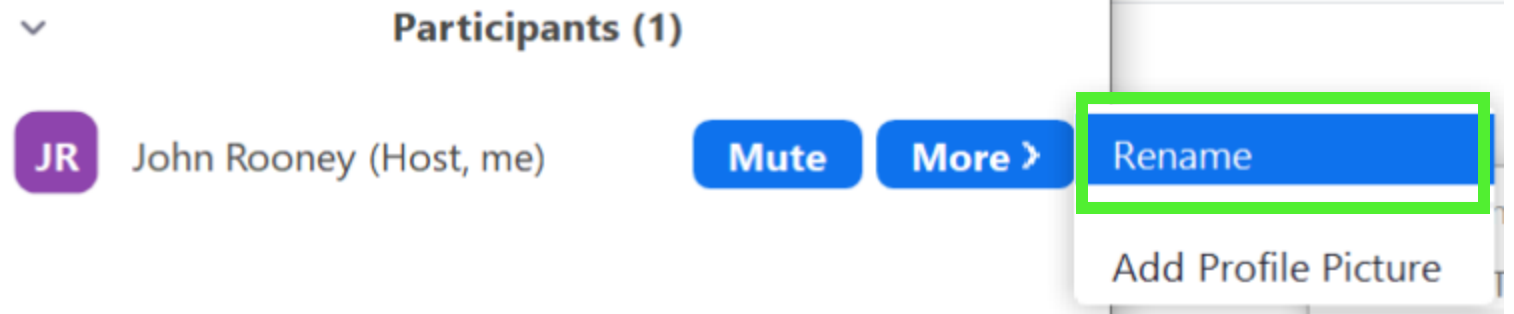 Participants (1)
JR John Rooney (Host, me) Mute More > Rename
Add Profile Picture